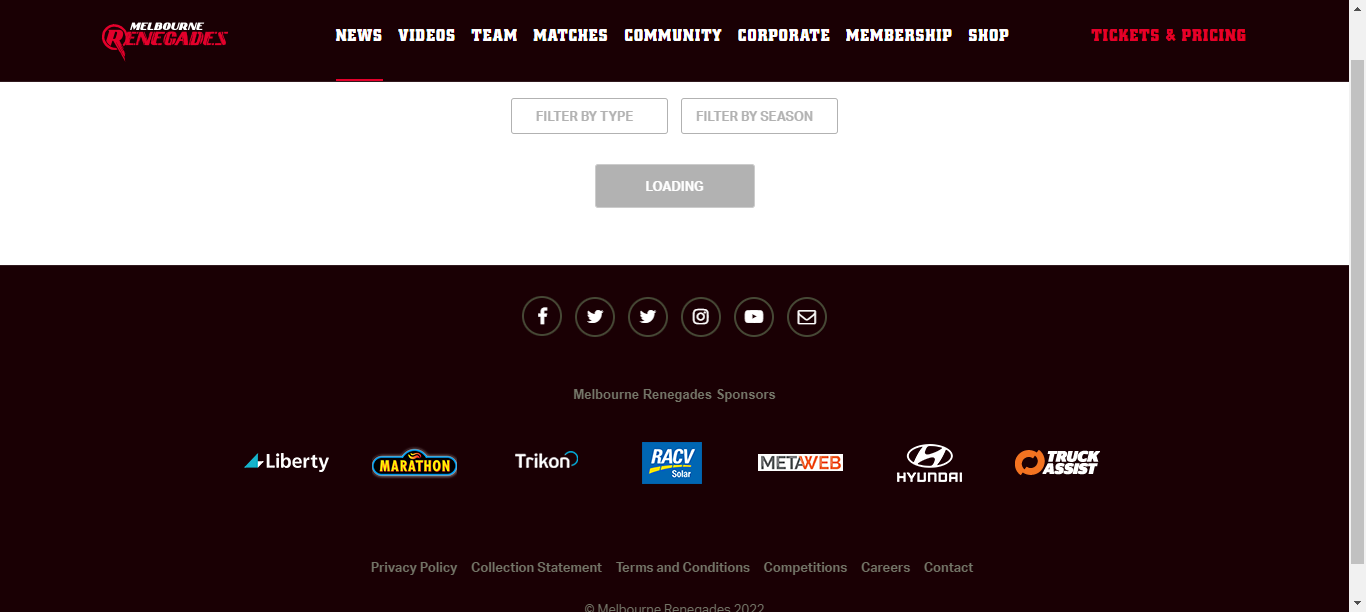 MELBOURNE
RENEGADES
NEWS VIDEOS TEAM MATCHES COMMUNITY CORPORATE MEMBERSHIP SHOP TICKETS & PRICING
FILTER BY TYPE FILTER BY SEASON
LOADING
Melbourne Renegades Sponsors
Liberty MARATHON Trikon RACV Solar METAWEB HYUNDAI TRUCK ASSIST
Privacy Policy Collection Statement Terms and Conditions Competitions Careers Contact
© Melbourne Renegades 2022